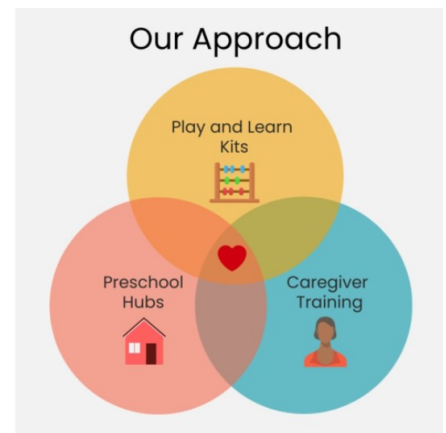 Our Approach
Play and Learn
Kits
Preschool
Hubs
Caregiver
Training